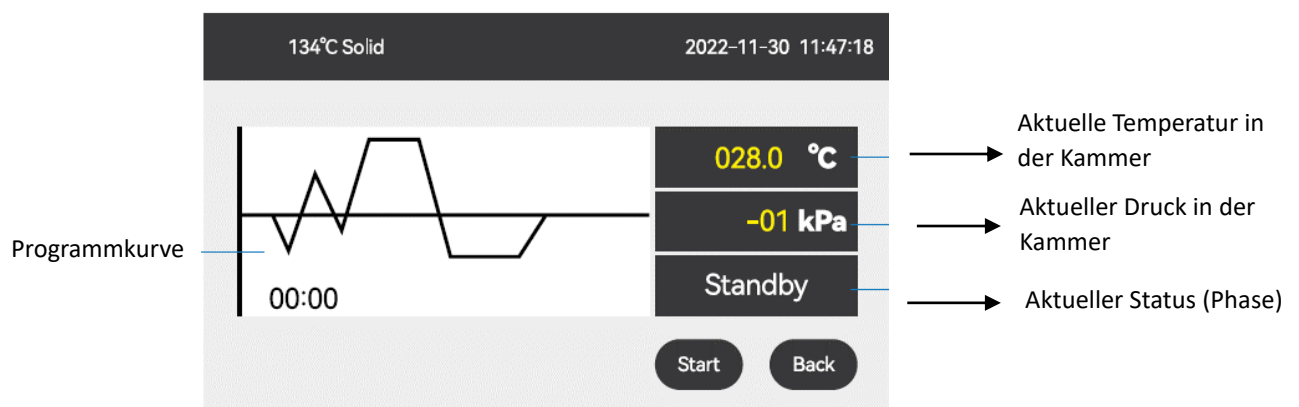 134℃ Solid
2022-11-30 11:47:18
Programmkurve
00:00
028.0 ℃
-01 kPa
Standby
Start
Back
Aktuelle Temperatur in
der Kammer
Aktueller Druck in der
Kammer
Aktueller Status (Phase)